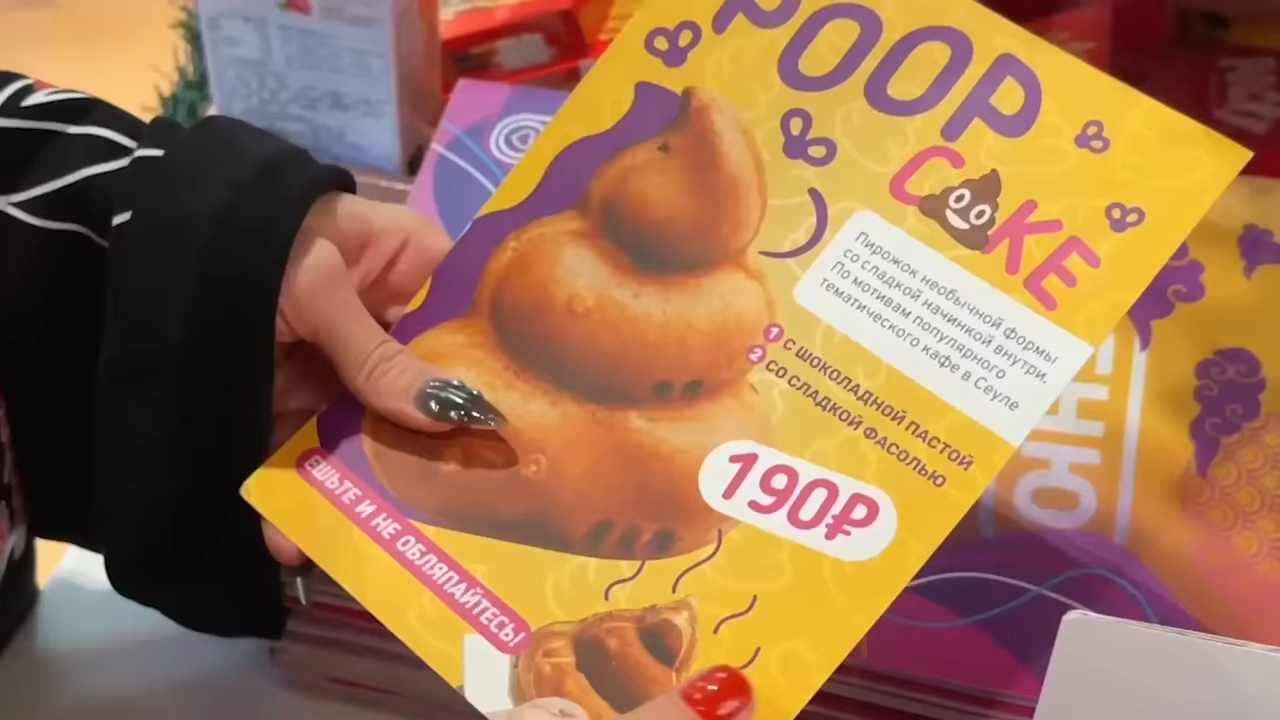 POOP
C💩KE
Пирожок необычной формы
со сладкой начинкой внутри.
По мотивам популярного
тематического кафе в Сеуле
1 С ШОКОЛАДНОЙ ПАСТОЙ
2 СО СЛАДКОЙ ФАСОЛЬЮ
190₽
ЕШЬТЕ И НЕ ОБЛЯПАЙТЕСЬ!